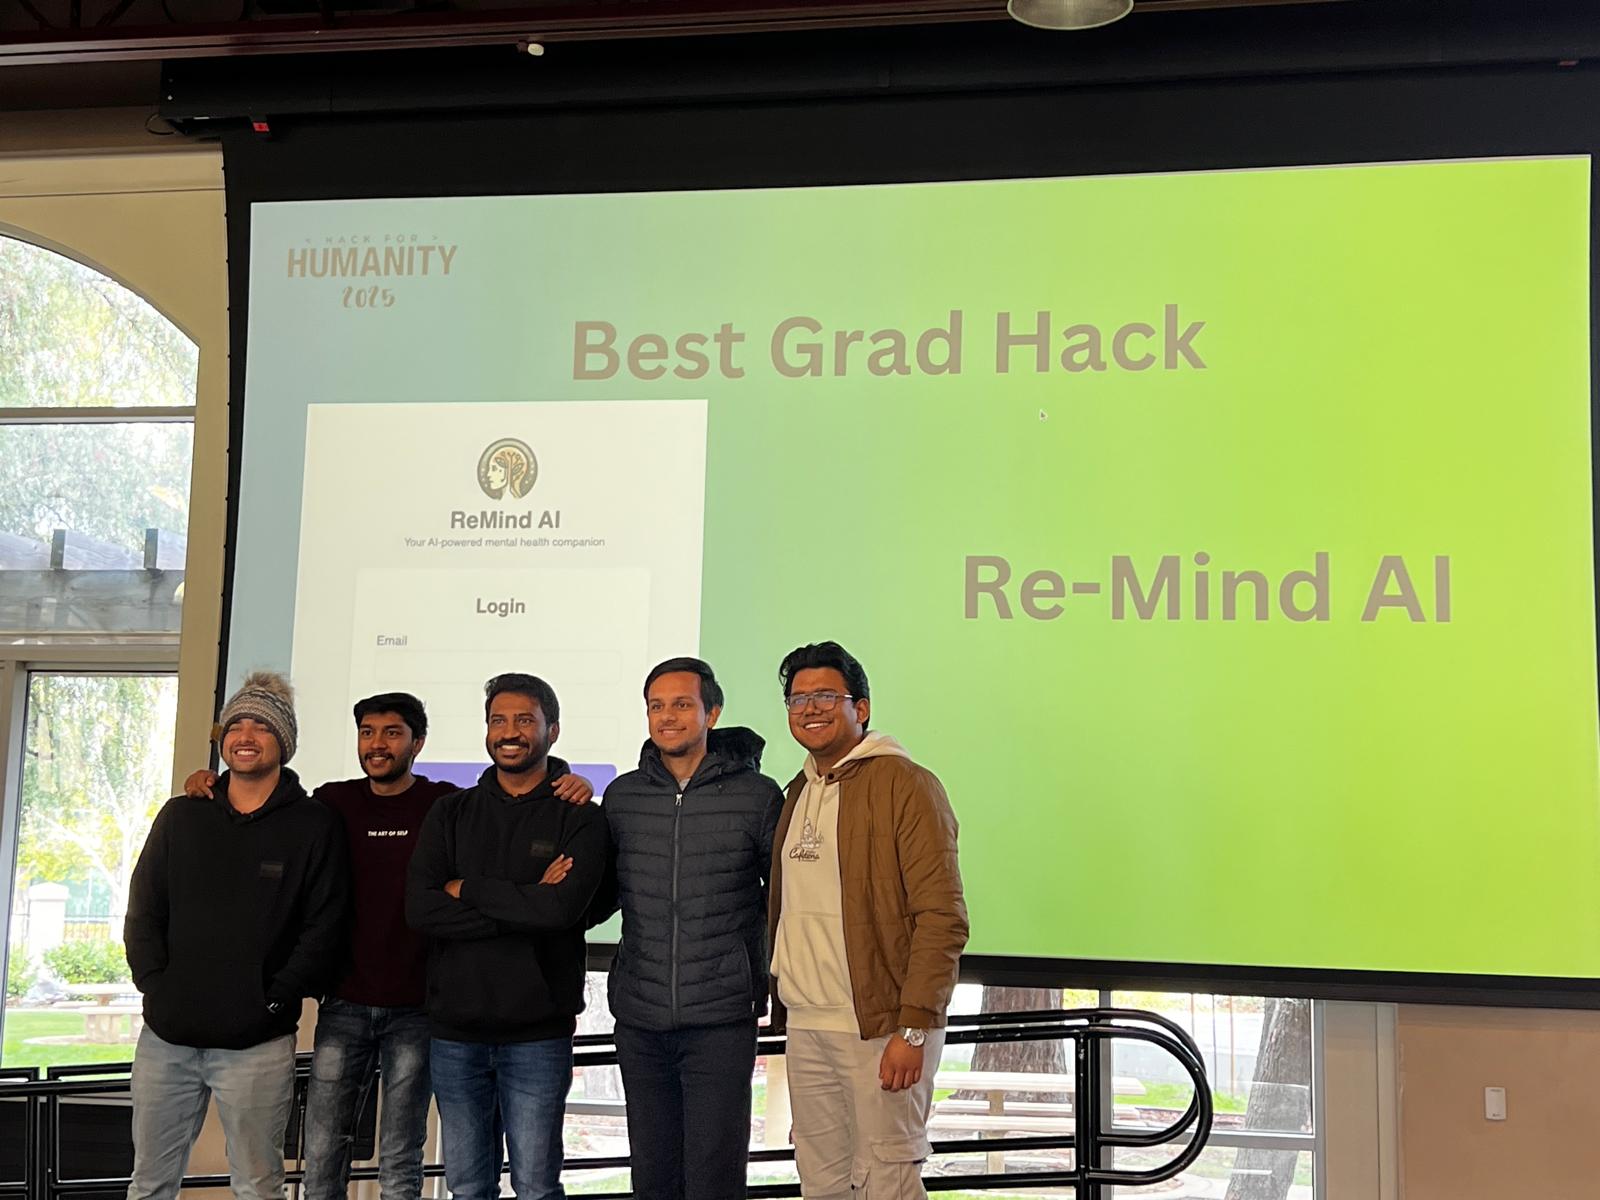 < HACK FOR >
HUMANITY
2025
Best Grad Hack
ReMind AI
Your AI-powered mental health companion
Login
Email
Re-Mind AI
THE ART OF SELF
Cafetena